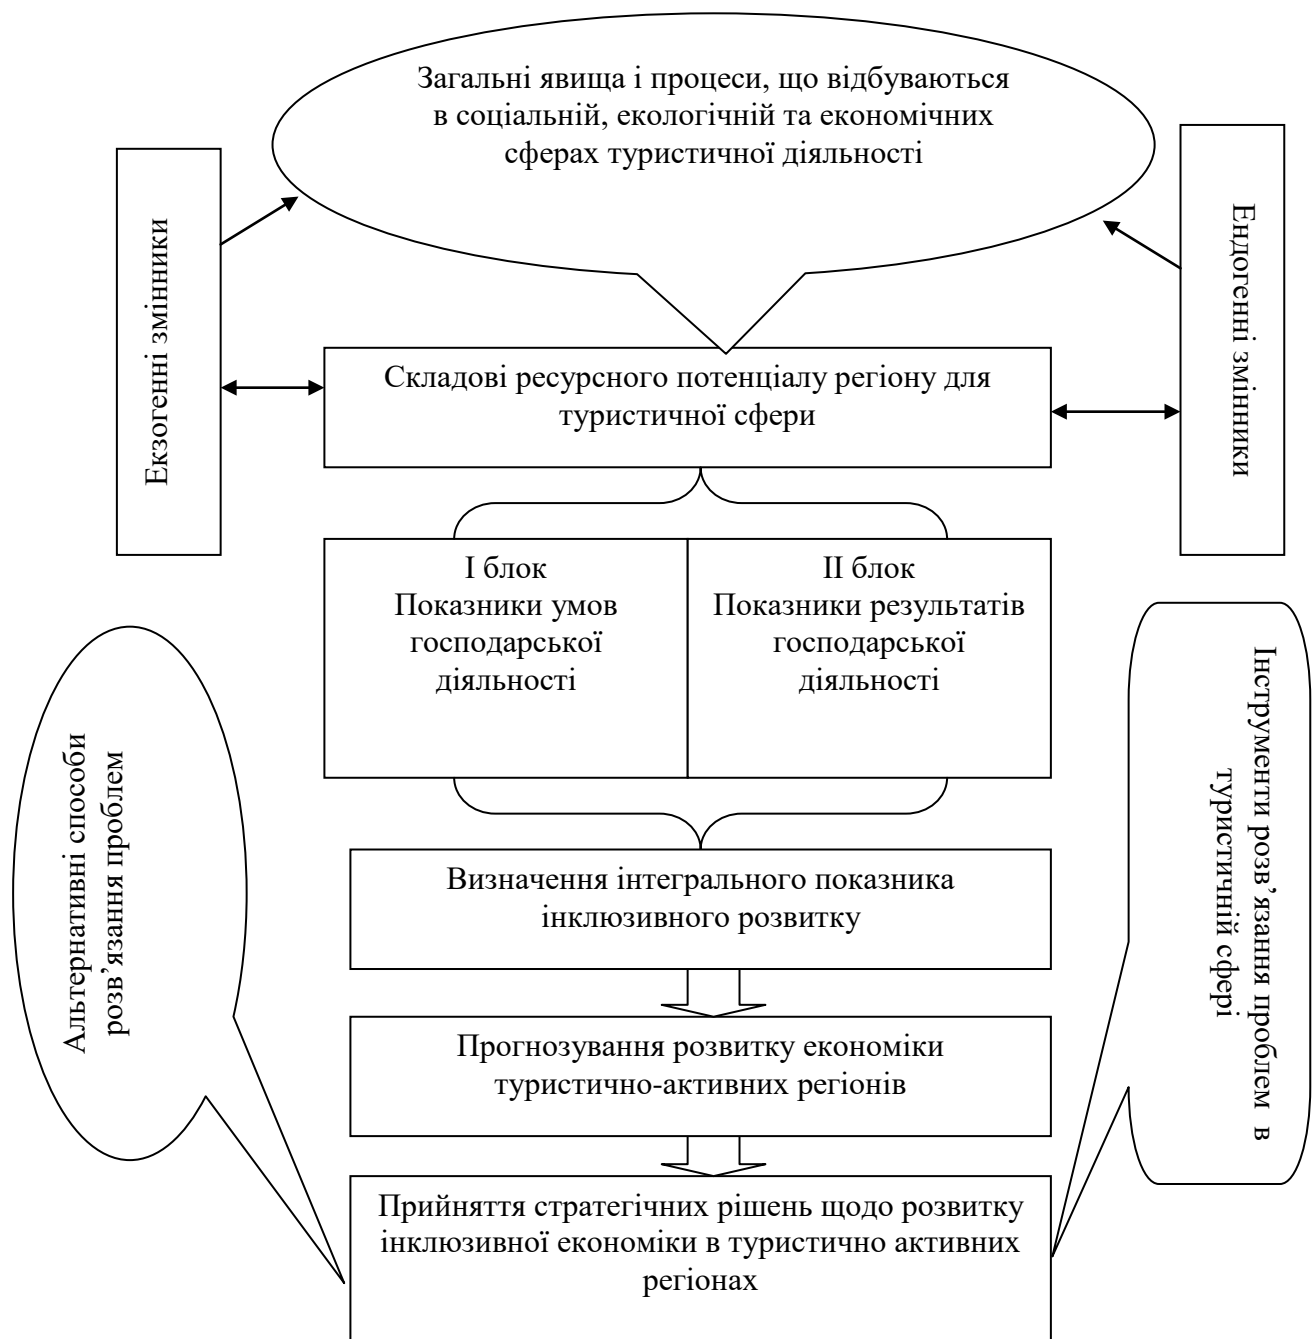 Загальні явища і процеси, що відбуваються
в соціальній, екологічній та економічних
сферах туристичної діяльності
Екзогенні змінники
Ендогенні змінники
Складові ресурсного потенціалу регіону для
туристичної сфери
І блок
Показники умов
господарської
діяльності
ІІ блок
Показники результатів
господарської
діяльності
Альтернативні способи
розв’язання проблем
Інструменти розв’язання проблем в
туристичній сфері
Визначення інтегрального показника
інклюзивного розвитку
Прогнозування розвитку економіки
туристично-активних регіонів
Прийняття стратегічних рішень щодо розвитку
інклюзивної економіки в туристично активних
регіонах